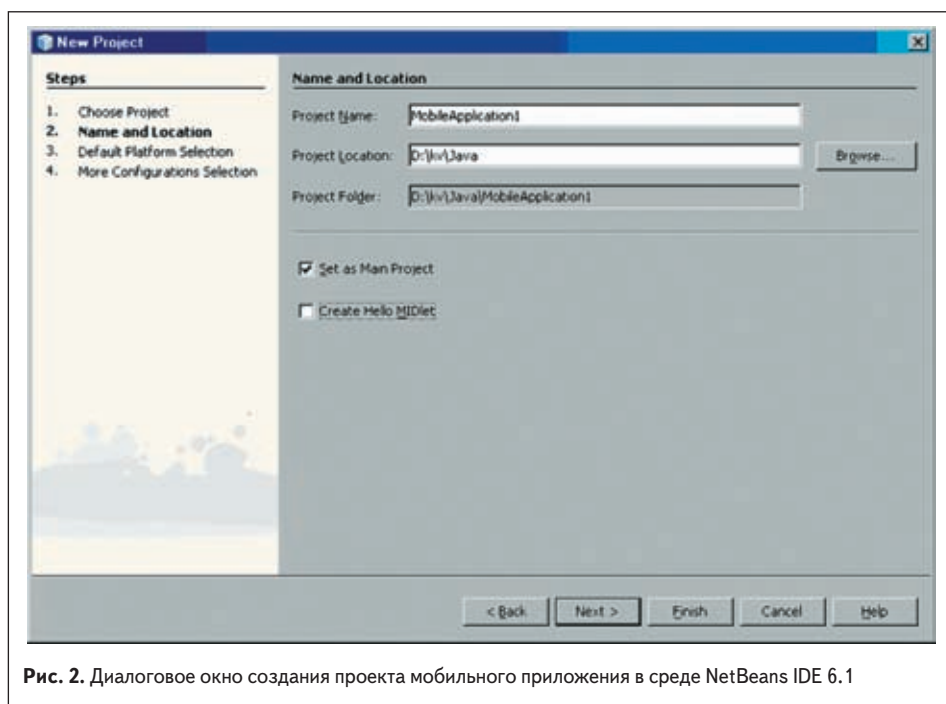 New Project
Steps
1. Choose Project
2. Name and Location
3. Default Platform Selection
4. More Configurations Selection
Name and Location
Project Name: MobileApplication1
Project Location: D:\kv\Java Browse...
Project Folder: D:\kv\Java\MobileApplication1
Set as Main Project
Create Hello MIDlet
< Back Next > Finish Cancel Help
Рис. 2. Диалоговое окно создания проекта мобильного приложения в среде NetBeans IDE 6.1